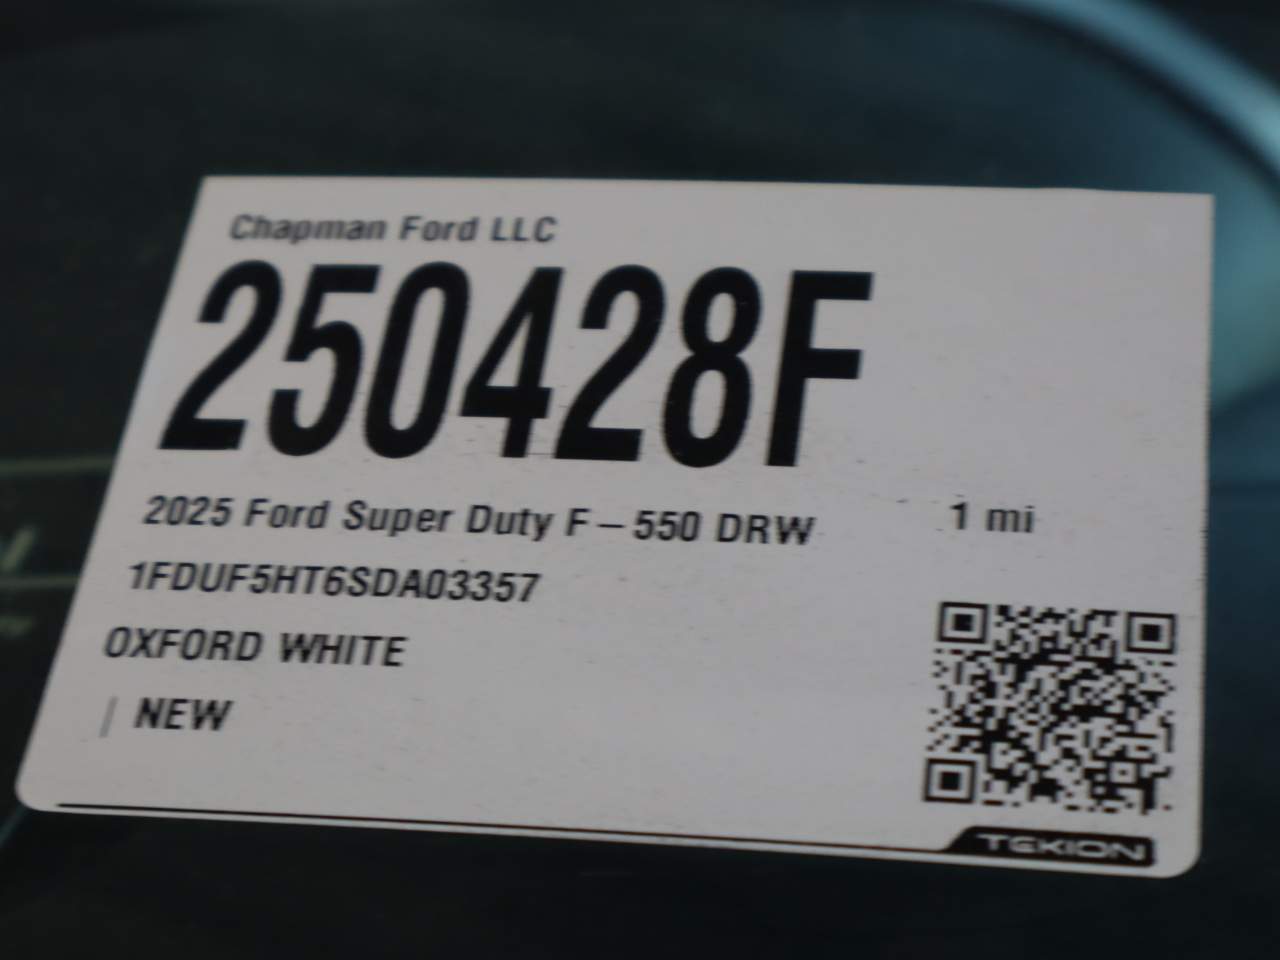 Chapman Ford LLC
250428F
2025 Ford Super Duty F-550 DRW 1 mi
1FDUF5HT6SDA03357
OXFORD WHITE
| NEW
TEKION